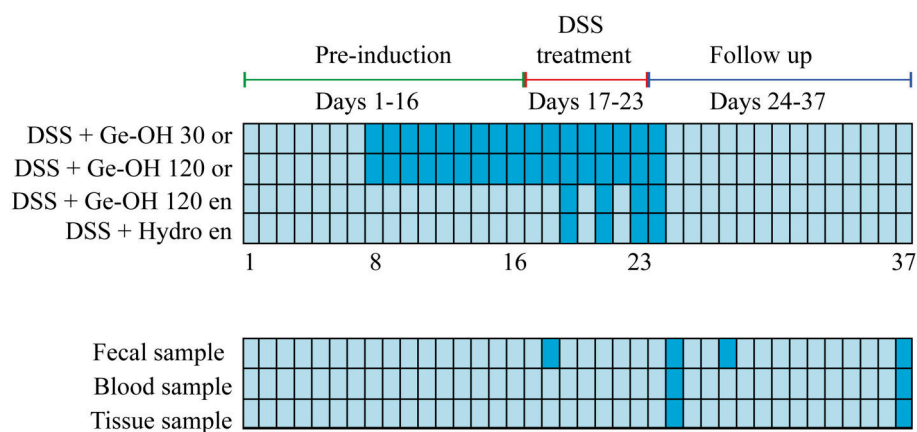 DSS
treatment
Pre-induction
Follow up
Days 1-16
Days 17-23
Days 24-37
DSS + Ge-OH 30 or
DSS + Ge-OH 120 or
DSS + Ge-OH 120 en
DSS + Hydro en
1 8 16 23 37
Fecal sample
Blood sample
Tissue sample